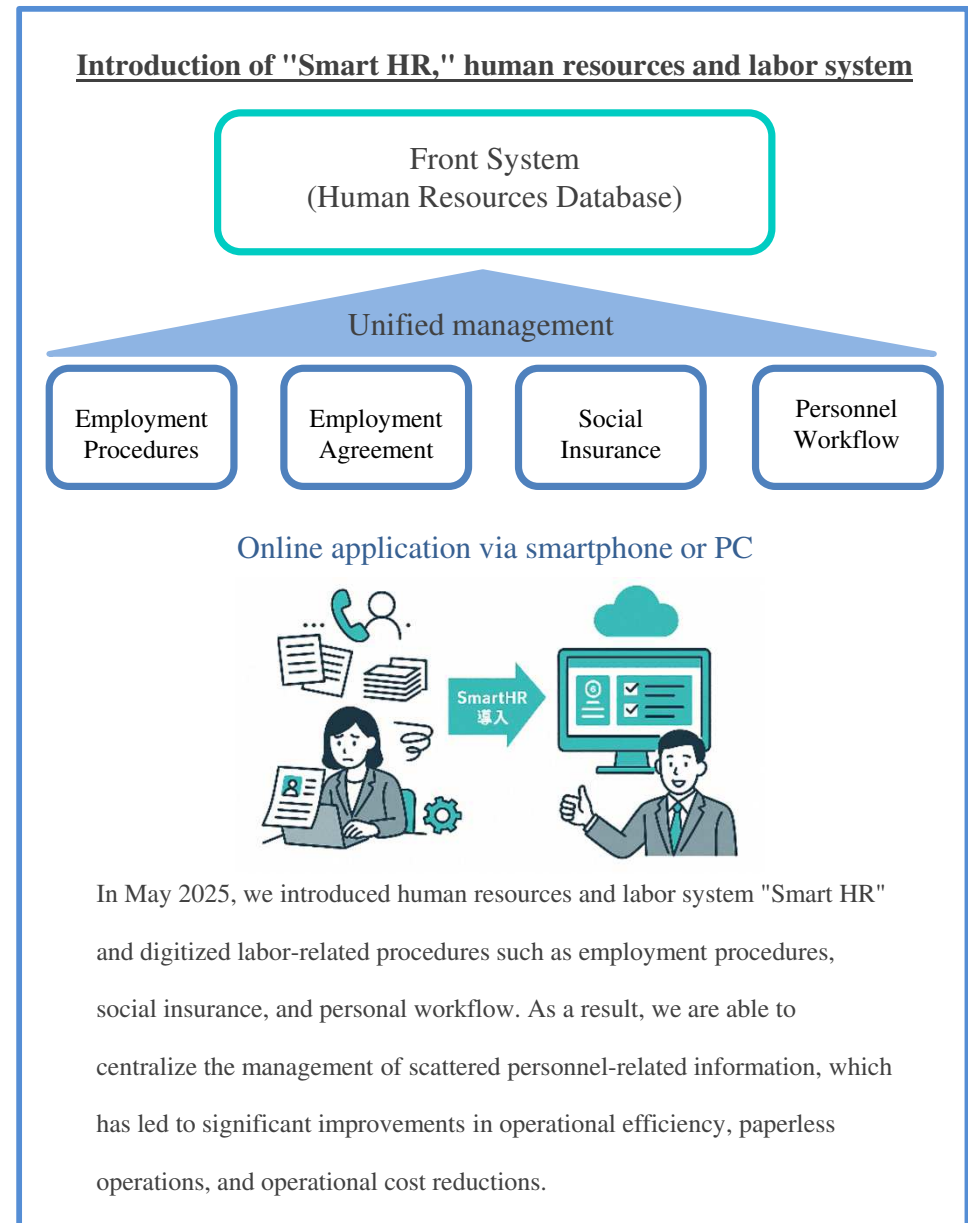 Introduction of "Smart HR," human resources and labor system
Front System
(Human Resources Database)
Unified management
Employment
Procedures
Employment
Agreement
Social
Insurance
Personnel
Workflow
Online application via smartphone or PC
SmartHR
導入
In May 2025, we introduced human resources and labor system "Smart HR"
and digitized labor-related procedures such as employment procedures,
social insurance, and personal workflow. As a result, we are able to
centralize the management of scattered personnel-related information, which
has led to significant improvements in operational efficiency, paperless
operations, and operational cost reductions.